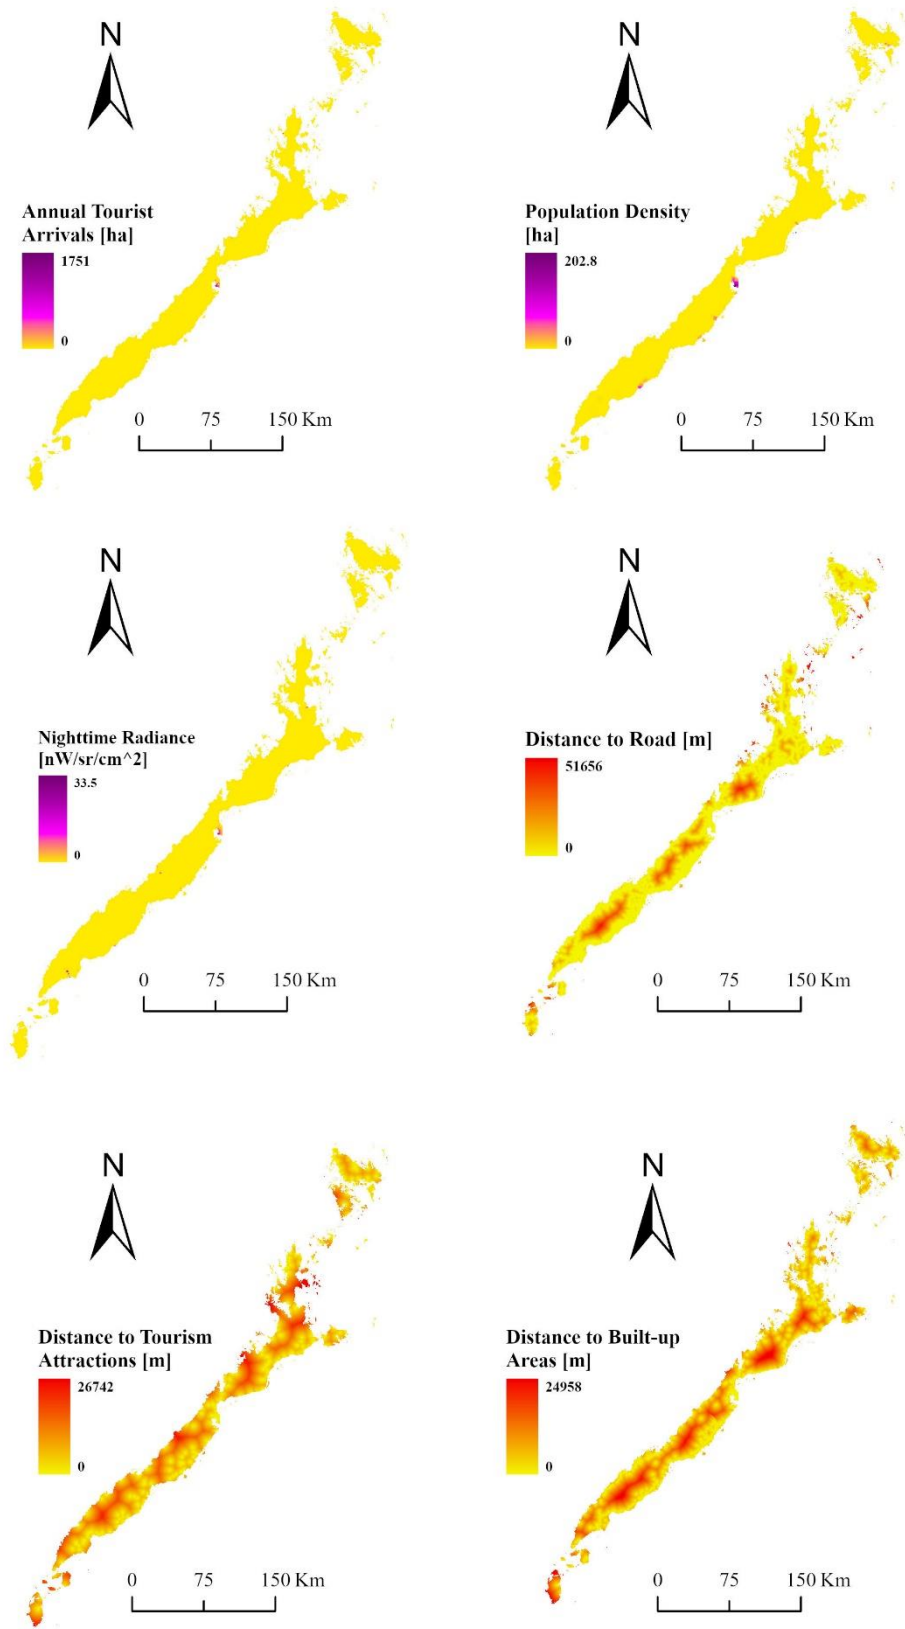 N
Annual Tourist
Arrivals [ha]
1751
0
0 75 150 Km
N
Population Density
[ha]
202.8
0
0 75 150 Km
N
Nighttime Radiance
[nW/sr/cm^2]
33.5
0
0 75 150 Km
N
Distance to Road [m]
51656
0
0 75 150 Km
N
Distance to Tourism
Attractions [m]
26742
0
0 75 150 Km
N
Distance to Built-up
Areas [m]
24958
0
0 75 150 Km